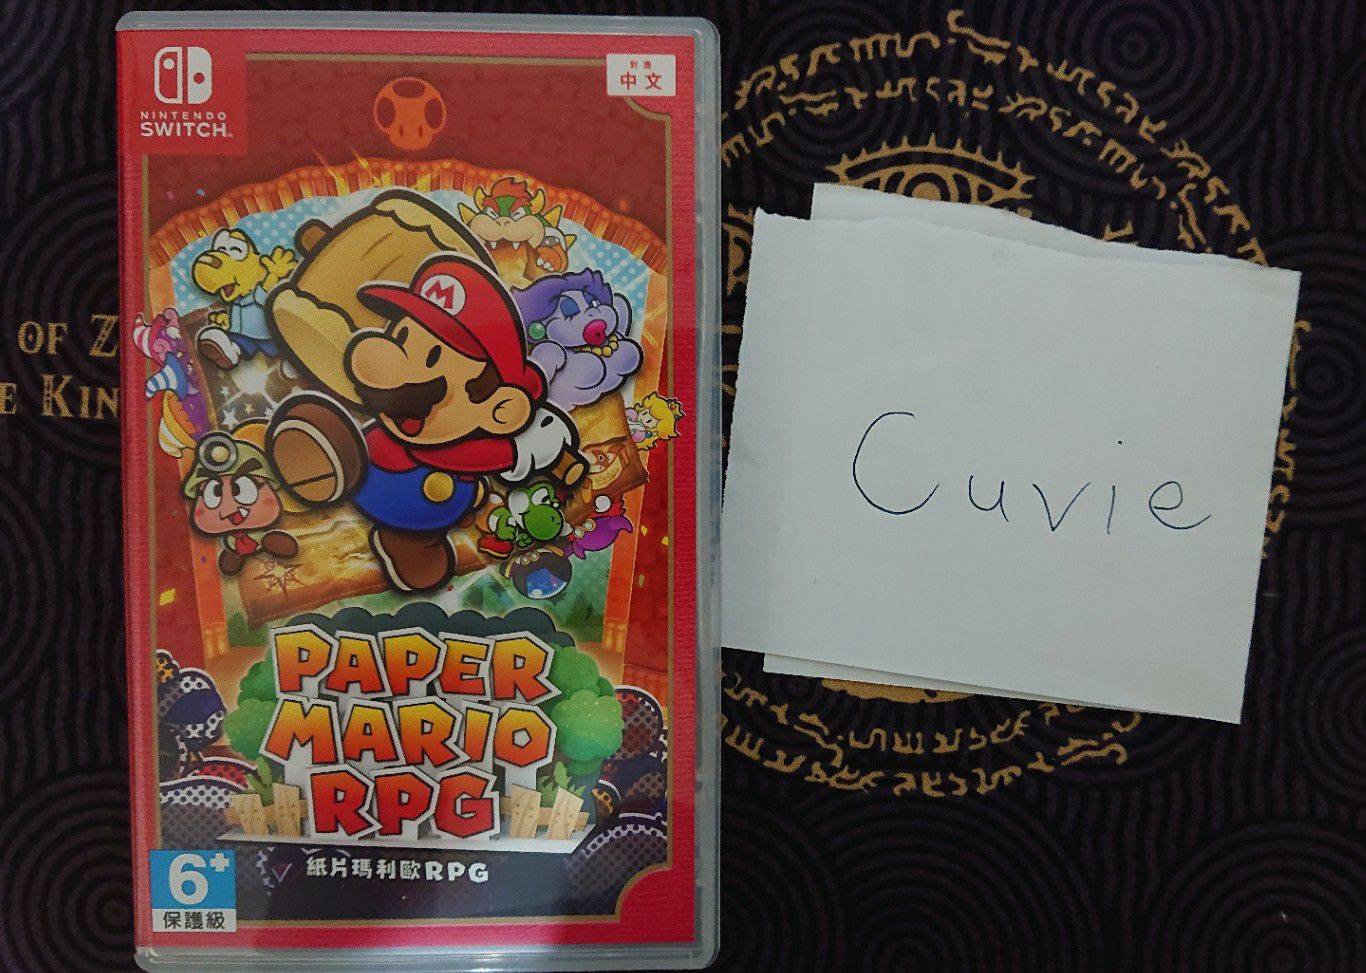 NINTENDO
SWITCH
對應
中文
M
PAPER
MARIO
RPG
紙片瑪利歐RPG
6+
保護級
OF Z
E KIN
Cuvie